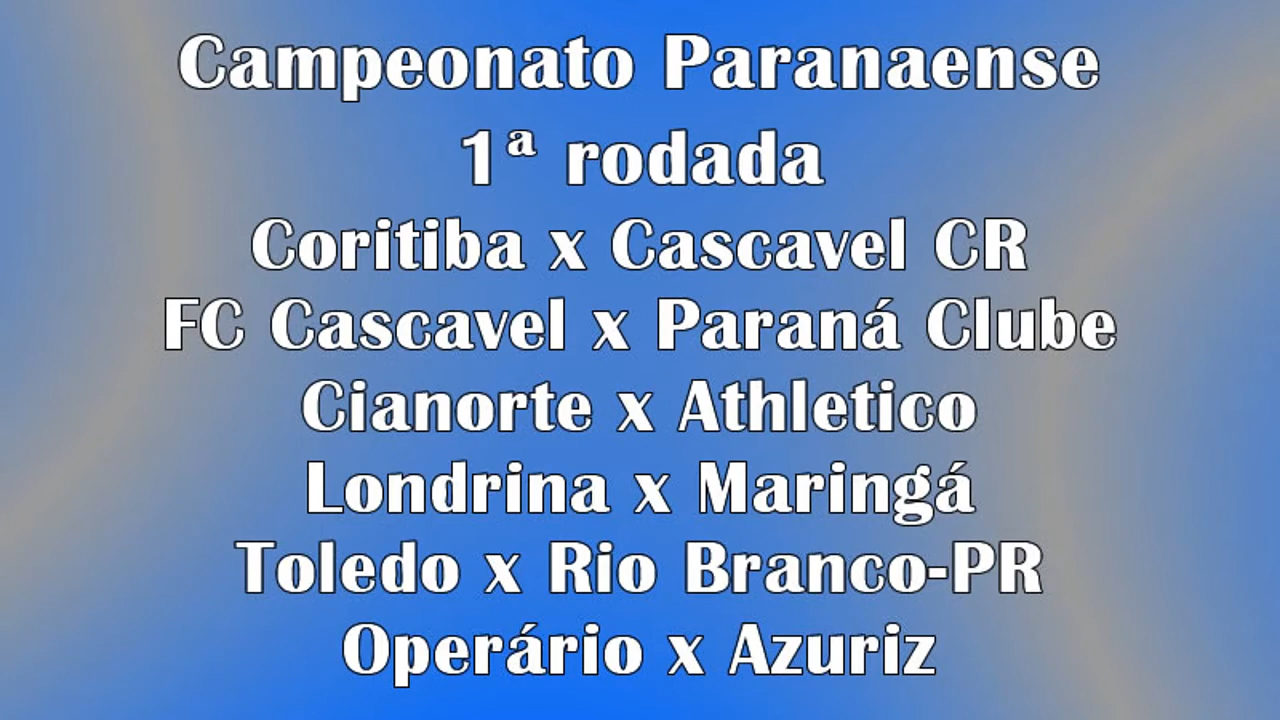 Campeonato Paranaense
1ª rodada
Coritiba x Cascavel CR
FC Cascavel x Paraná Clube
Cianorte x Athletico
Londrina x Maringá
Toledo x Rio Branco-PR
Operário x Azuriz